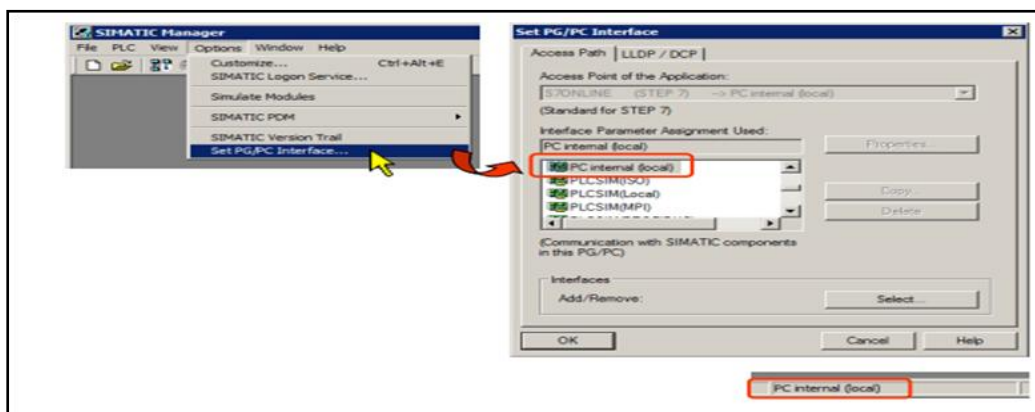 SIMATIC Manager
File PLC View Options Window Help
Customize... Ctrl+Alt+E
SIMATIC Logon Service...
Simulate Modules
SIMATIC PDM
SIMATIC Version Trail
Set PG/PC Interface...
Set PG/PC Interface
Access Path LLDP / DCP
Access Point of the Application:
S7ONLINE (STEP 7) --> PC internal (local)
(Standard for STEP 7)
Interface Parameter Assignment Used:
PC internal (local) Properties...
PC internal (local)
PLCSIM(ISO)
PLCSIM(Local) Copy...
PLCSIM(MPI) Delete
(Communication with SIMATIC components
in this PG/PC)
Interfaces
Add/Remove: Select...
OK Cancel Help
PC internal (local)